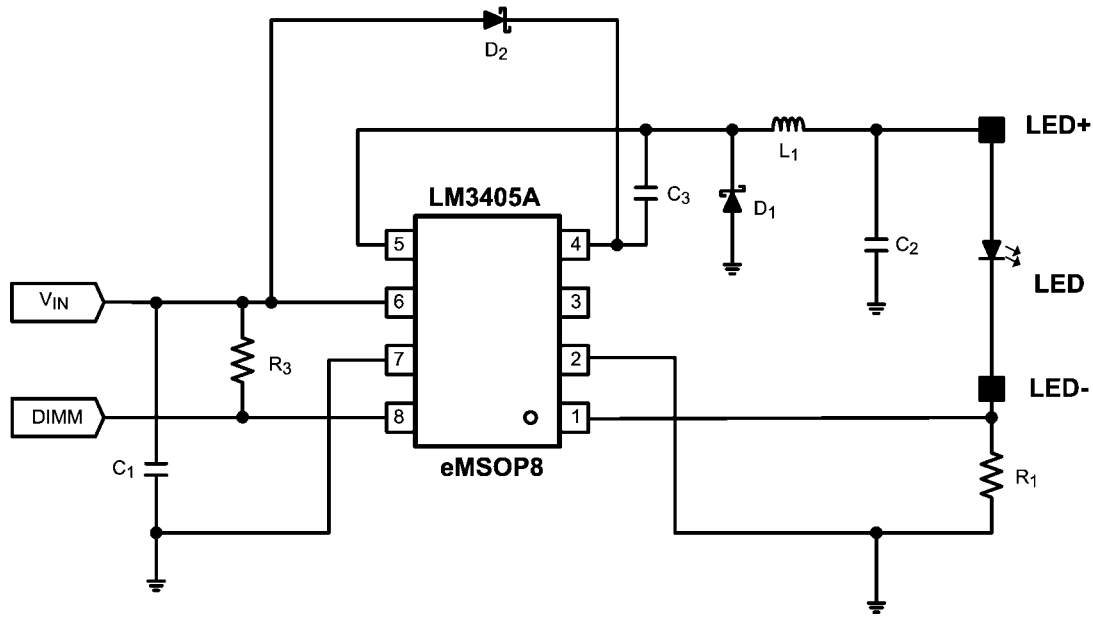 D2
LED+
L1
LM3405A
C3
D1
5
4
C2
LED
VIN
6
3
R3
7
2
LED-
DIMM
8
1
C1
eMSOP8
R1